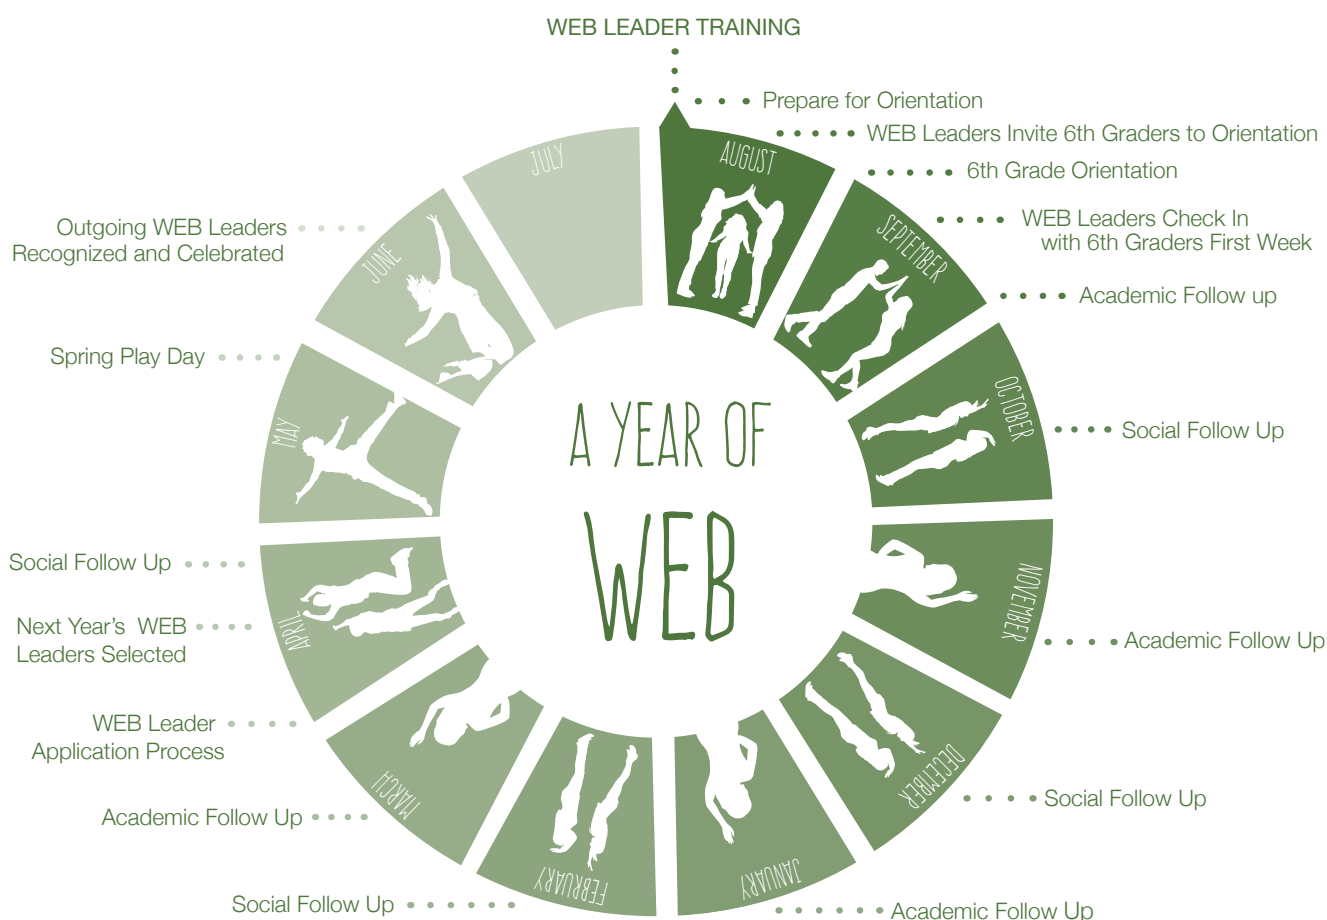 WEB LEADER TRAINING
Prepare for Orientation
WEB Leaders Invite 6th Graders to Orientation
6th Grade Orientation
WEB Leaders Check In
with 6th Graders First Week
Academic Follow up
Social Follow Up
Academic Follow Up
Social Follow Up
Academic Follow Up
Social Follow Up
Academic Follow Up
WEB Leader
Application Process
Next Year’s WEB
Leaders Selected
Social Follow Up
Spring Play Day
Outgoing WEB Leaders
Recognized and Celebrated
AUGUST
SEPTEMBER
OCTOBER
NOVEMBER
DECEMBER
JANUARY
FEBRUARY
MARCH
APRIL
MAY
JUNE
JULY
A YEAR OF
WEB